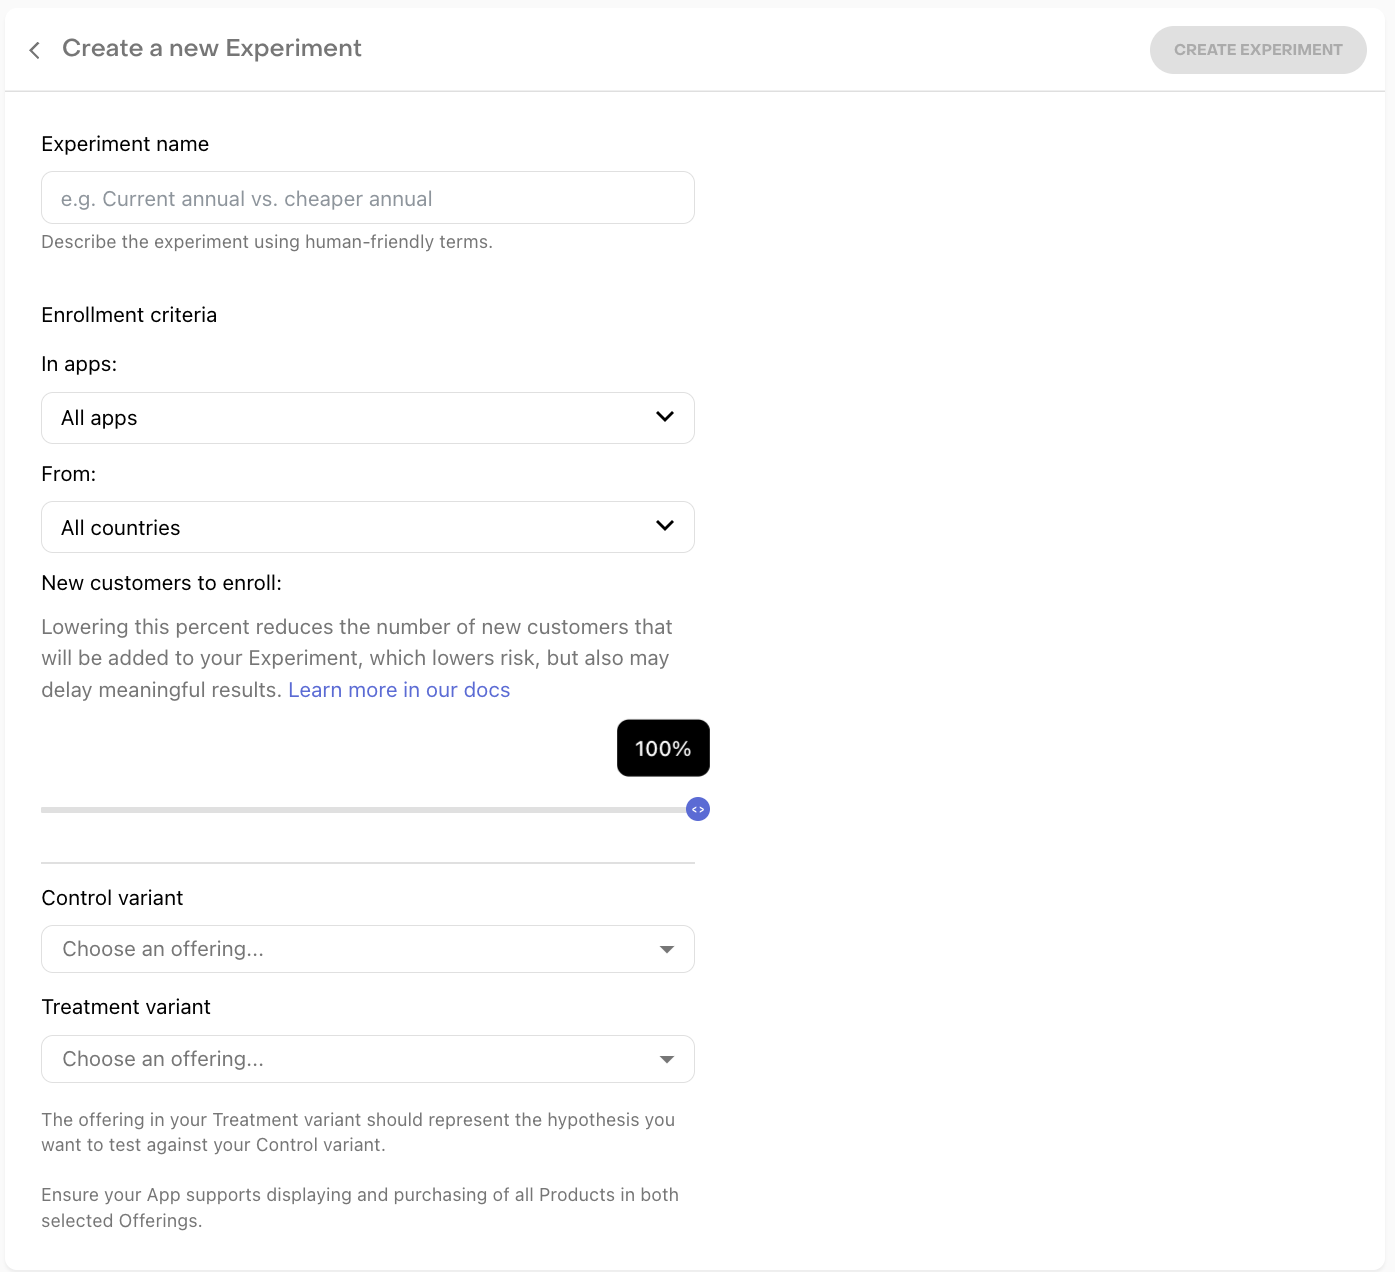 Create a new Experiment
CREATE EXPERIMENT
Experiment name
e.g. Current annual vs. cheaper annual
Describe the experiment using human-friendly terms.
Enrollment criteria
In apps:
All apps
From:
All countries
New customers to enroll:
Lowering this percent reduces the number of new customers that
will be added to your Experiment, which lowers risk, but also may
delay meaningful results. Learn more in our docs
100%
Control variant
Choose an offering...
Treatment variant
Choose an offering...
The offering in your Treatment variant should represent the hypothesis you
want to test against your Control variant.
Ensure your App supports displaying and purchasing of all Products in both
selected Offerings.